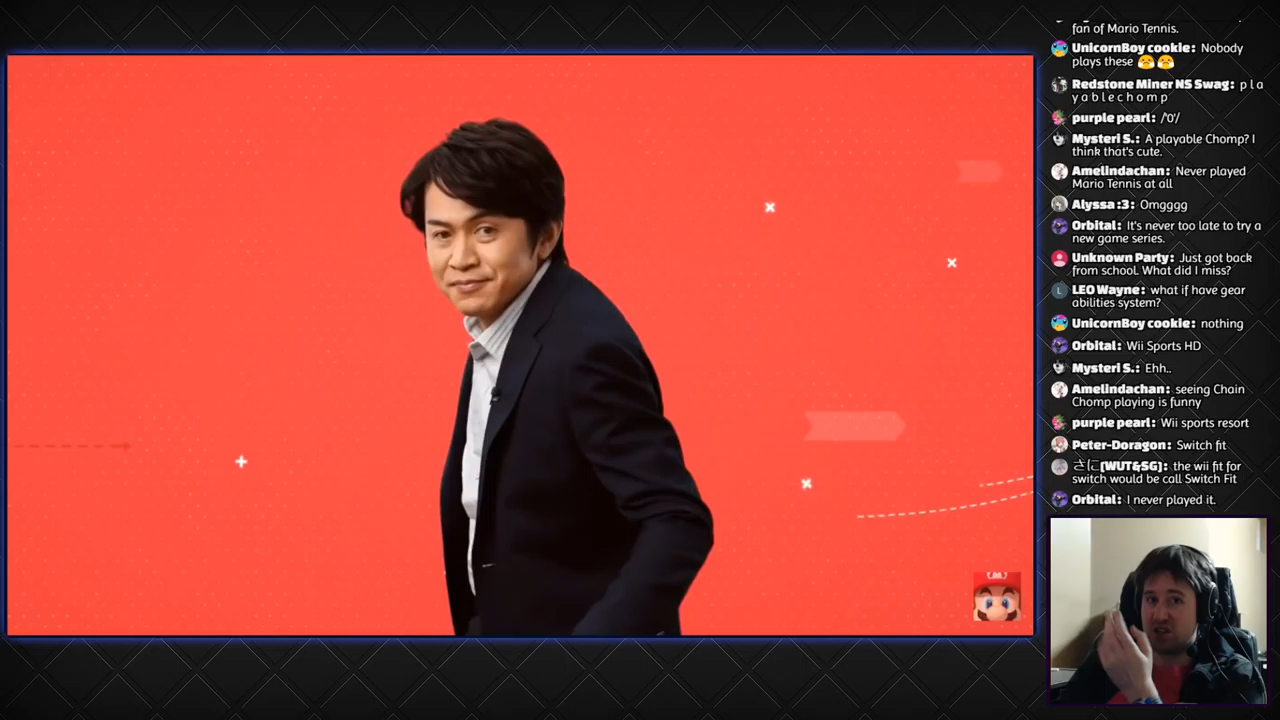 fan of Mario Tennis.
UnicornBoy cookie: Nobody
plays these 😤😤
Redstone Miner NS Swag: p l a
y a b l e c h o m p
purple pearl: /'0'/
Mysteri S.: A playable Chomp? I
think that's cute.
Amelindachan: Never played
Mario Tennis at all
Alyssa :3: Omgggg
Orbital: It's never too late to try a
new game series.
Unknown Party: Just got back
from school. What did I miss?
L
LEO Wayne: what if have gear
abilities system?
UnicornBoy cookie: nothing
Orbital: Wii Sports HD
Mysteri S.: Ehh..
Amelindachan: seeing Chain
Chomp playing is funny
purple pearl: Wii sports resort
Peter-Doragon: Switch fit
さに[WUT&SG]: the wii fit for
switch would be call Switch Fit
Orbital: I never played it.
M